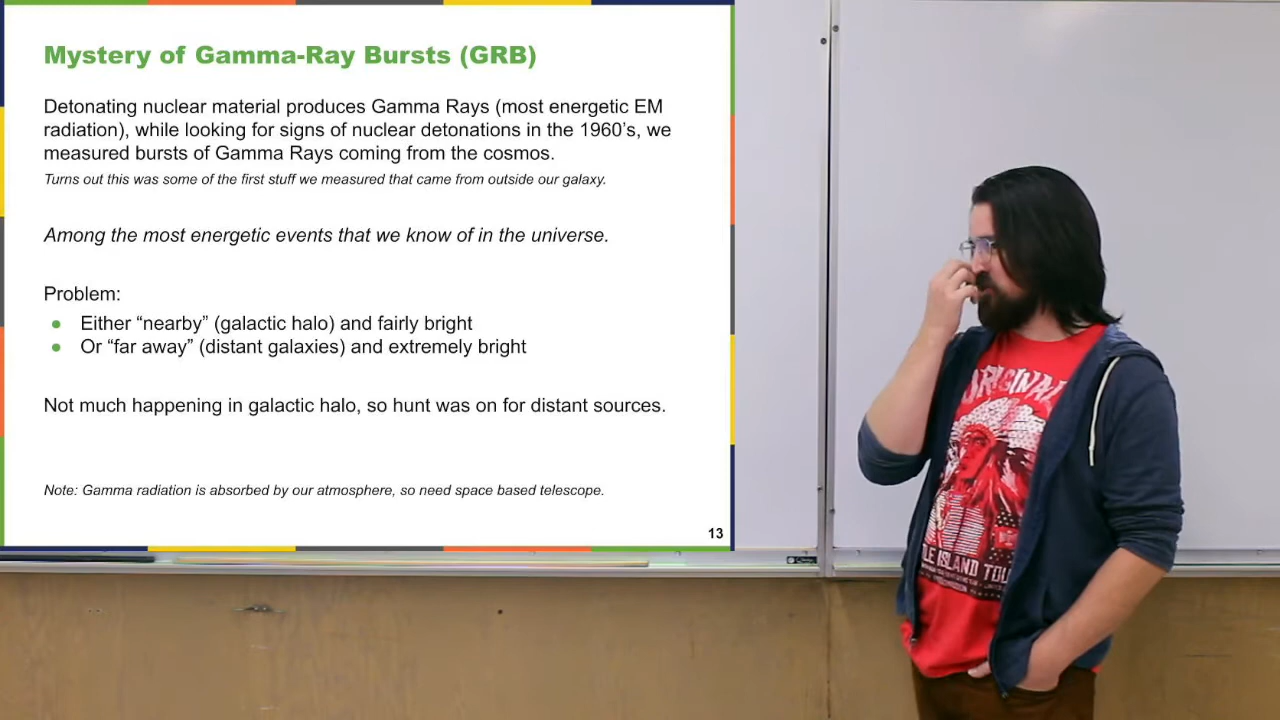 Mystery of Gamma-Ray Bursts (GRB)
Detonating nuclear material produces Gamma Rays (most energetic EM
radiation), while looking for signs of nuclear detonations in the 1960's, we
measured bursts of Gamma Rays coming from the cosmos.
Turns out this was some of the first stuff we measured that came from outside our galaxy.
Among the most energetic events that we know of in the universe.
Problem:
● Either “nearby” (galactic halo) and fairly bright
● Or “far away” (distant galaxies) and extremely bright
Not much happening in galactic halo, so hunt was on for distant sources.
Note: Gamma radiation is absorbed by our atmosphere, so need space based telescope.
13
ORIGINAL
ISLAND